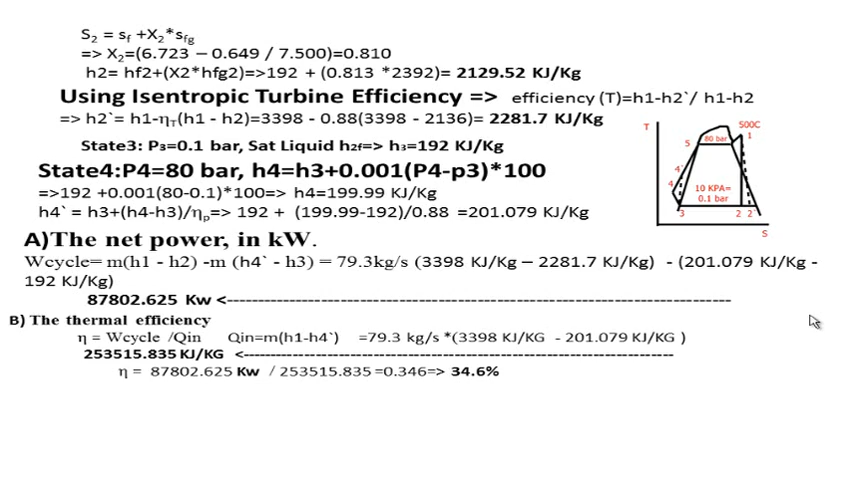 S₂ = s_f +X₂*s_fg
=> X₂=(6.723 – 0.649 / 7.500)=0.810
h2= hf2+(X2*hfg2)=>192 + (0.813 *2392)= 2129.52 KJ/Kg
Using Isentropic Turbine Efficiency => efficiency (T)=h1-h2`/ h1-h2
=> h2`= h1-η_T(h1 - h2)=3398 - 0.88(3398 - 2136)= 2281.7 KJ/Kg
State3: P₃=0.1 bar, Sat Liquid h₂f=> h₃=192 KJ/Kg
State4:P4=80 bar, h4=h3+0.001(P4-p3)*100
=>192 +0.001(80-0.1)*100=> h4=199.99 KJ/Kg
h4` = h3+(h4-h3)/η_p=> 192 + (199.99-192)/0.88 =201.079 KJ/Kg
T
500C
80 bar
1
5
4`
4
10 KPA=
0.1 bar
3
2 2`
S
A)The net power, in kW.
Wcycle= m(h1 - h2) -m (h4` - h3) = 79.3kg/s (3398 KJ/Kg – 2281.7 KJ/Kg) - (201.079 KJ/Kg -
192 KJ/Kg)
87802.625 Kw <----------------------------------------------------------------------
B) The thermal efficiency
η = Wcycle /Qin Qin=m(h1-h4`) =79.3 kg/s *(3398 KJ/KG - 201.079 KJ/KG )
253515.835 KJ/KG <------------------------------------------------------------
η = 87802.625 Kw / 253515.835 =0.346=> 34.6%